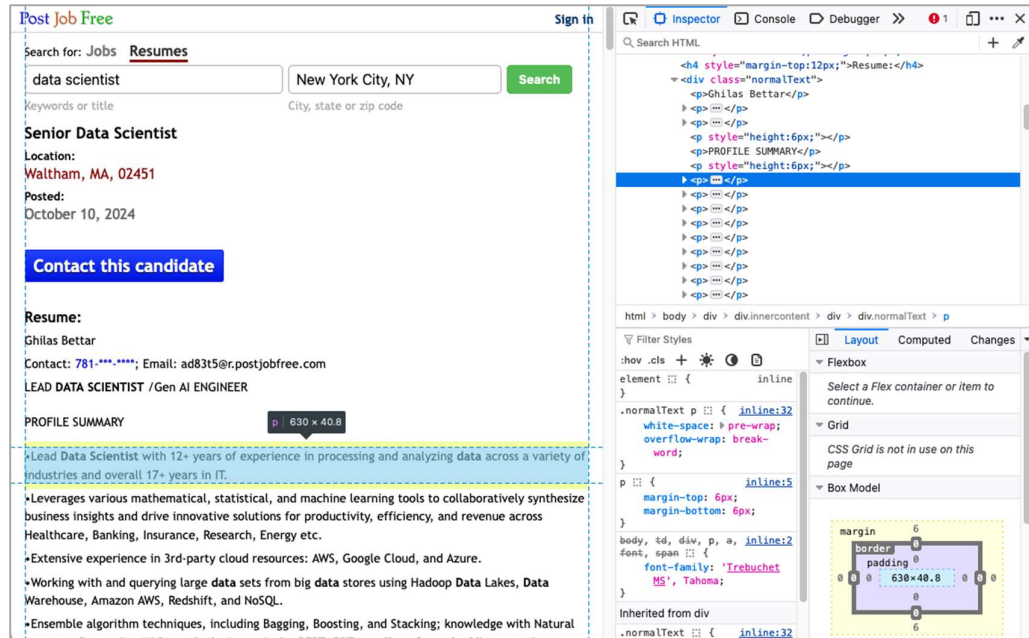 Post Job Free
Sign in
Search for: Jobs Resumes
data scientist
New York City, NY
Search
Keywords or title
City, state or zip code
Senior Data Scientist
Location:
Waltham, MA, 02451
Posted:
October 10, 2024
Contact this candidate
Resume:
Ghilas Bettar
Contact: 781-***-****; Email: ad83t5@r.postjobfree.com
LEAD DATA SCIENTIST /Gen AI ENGINEER
PROFILE SUMMARY
p 630 × 40.8
•Lead Data Scientist with 12+ years of experience in processing and analyzing data across a variety of
industries and overall 17+ years in IT.
•Leverages various mathematical, statistical, and machine learning tools to collaboratively synthesize
business insights and drive innovative solutions for productivity, efficiency, and revenue across
Healthcare, Banking, Insurance, Research, Energy etc.
•Extensive experience in 3rd-party cloud resources: AWS, Google Cloud, and Azure.
•Working with and querying large data sets from big data stores using Hadoop Data Lakes, Data
Warehouse, Amazon AWS, Redshift, and NoSQL.
•Ensemble algorithm techniques, including Bagging, Boosting, and Stacking; knowledge with Natural
Inspector Console Debugger 1
Search HTML
<h4 style="margin-top:12px;">Resume:</h4>
<div class="normalText">
<p>Ghilas Bettar</p>
<p>…</p>
<p>…</p>
<p style="height:6px;"></p>
<p>PROFILE SUMMARY</p>
<p style="height:6px;"></p>
<p>…</p>
<p>…</p>
<p>…</p>
<p>…</p>
<p>…</p>
<p>…</p>
<p>…</p>
<p>…</p>
<p>…</p>
html > body > div > div.innercontent > div > div.normalText > p
Filter Styles
:hov .cls
element { inline
}
.normalText p { inline:32
white-space: pre-wrap;
overflow-wrap: break-
word;
}
p { inline:5
margin-top: 6px;
margin-bottom: 6px;
}
body, td, div, p, a, inline:2
font, span {
font-family: 'Trebuchet
MS', Tahoma;
}
Inherited from div
.normalText { inline:32
Layout Computed Changes
Flexbox
Select a Flex container or item to
continue.
Grid
CSS Grid is not in use on this
page
Box Model
margin 6
border 0
padding 0
0 0 0 630×40.8 0 0 0
0
0
6